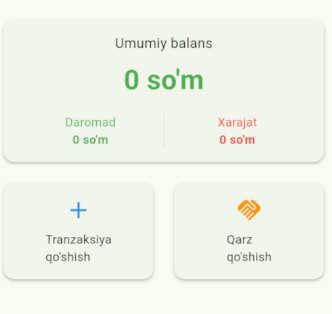 Umumiy balans
0 so'm
Daromad
Xarajat
0 so'm
0 so'm
Tranzaksiya
qo'shish
Qarz
qo'shish